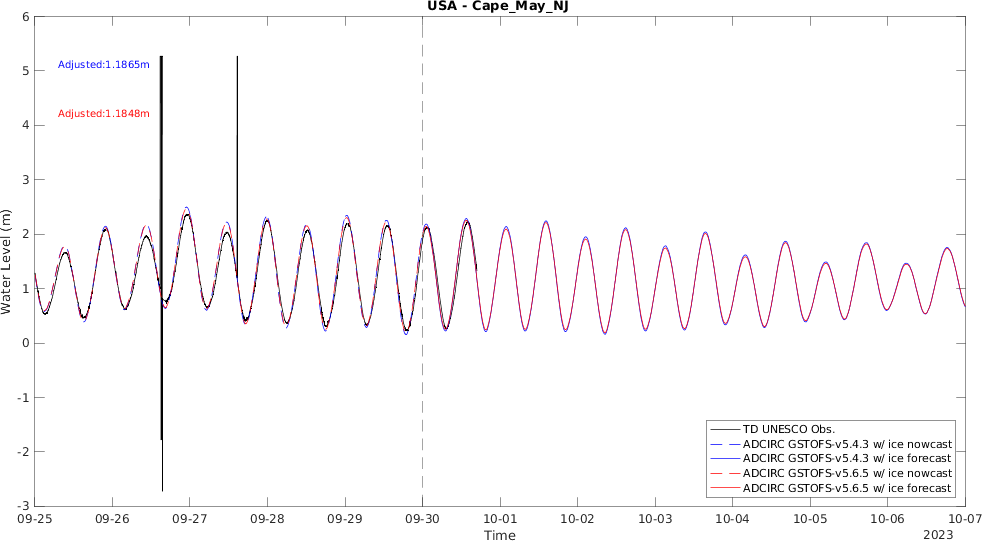 USA - Cape_May_NJ
6
5
4
3
2
1
0
-1
-2
-3
Water Level (m)
Adjusted:1.1865m
Adjusted:1.1848m
TD UNESCO Obs.
ADCIRC GSTOFS-v5.4.3 w/ ice nowcast
ADCIRC GSTOFS-v5.4.3 w/ ice forecast
ADCIRC GSTOFS-v5.6.5 w/ ice nowcast
ADCIRC GSTOFS-v5.6.5 w/ ice forecast
09-25 09-26 09-27 09-28 09-29 09-30 10-01 10-02 10-03 10-04 10-05 10-06 10-07
Time
2023